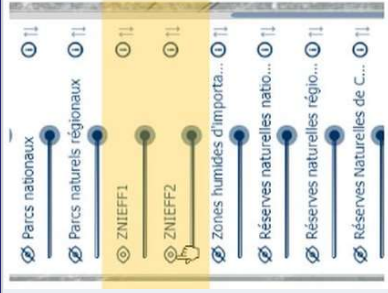 Parcs nationaux
Parcs naturels régionaux
ZNIEFF1
ZNIEFF2
Zones humides d'importa...
Réserves naturelles natio...
Réserves naturelles régio...
Réserves Naturelles de C...